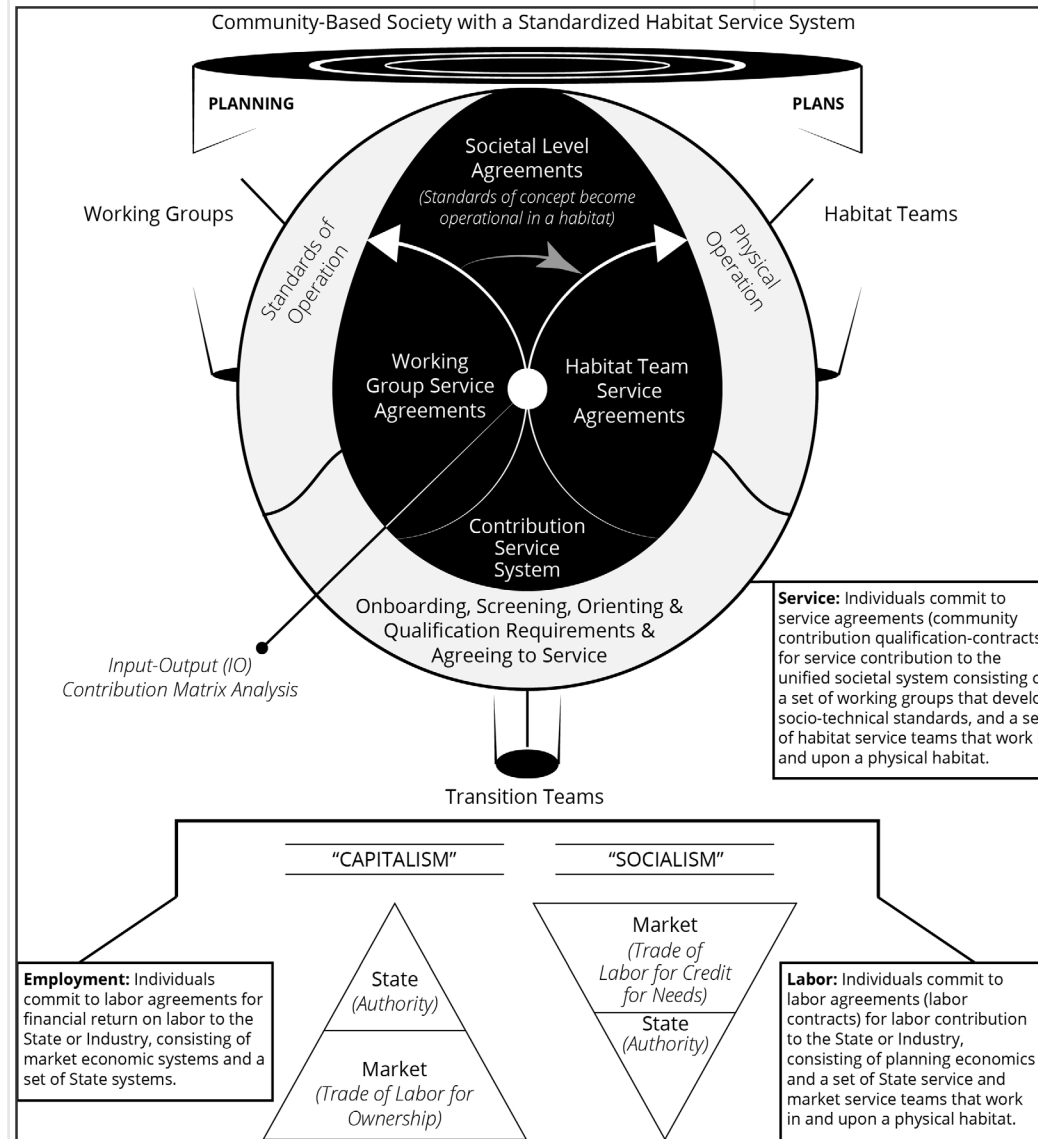 Community-Based Society with a Standardized Habitat Service System
PLANNING
PLANS
Societal Level
Agreements
(Standards of concept become
operational in a habitat)
Working Groups
Habitat Teams
Standards of
Operation
Physical
Operation
Working
Group Service
Agreements
Habitat Team
Service
Agreements
Contribution
Service
System
Onboarding, Screening, Orienting &
Qualification Requirements &
Agreeing to Service
Input-Output (IO)
Contribution Matrix Analysis
Service: Individuals commit to
service agreements (community
contribution qualification-contracts
for service contribution to the
unified societal system consisting
a set of working groups that
socio-technical standards, and a
of habitat service teams that work
and upon a physical habitat.
Transition Teams
“CAPITALISM”
“SOCIALISM”
State
(Authority)
Market
(Trade of Labor for
Ownership)
Market
(Trade of
Labor for Credit
for Needs)
State
(Authority)
Employment: Individuals
commit to labor agreements for
financial return on labor to the
State or Industry, consisting of
market economic systems and a
set of State systems.
Labor: Individuals commit to
labor agreements (labor
contracts) for labor contribution
to the State or Industry,
consisting of planning economics
and a set of State service and
market service teams that work
in and upon a physical habitat.